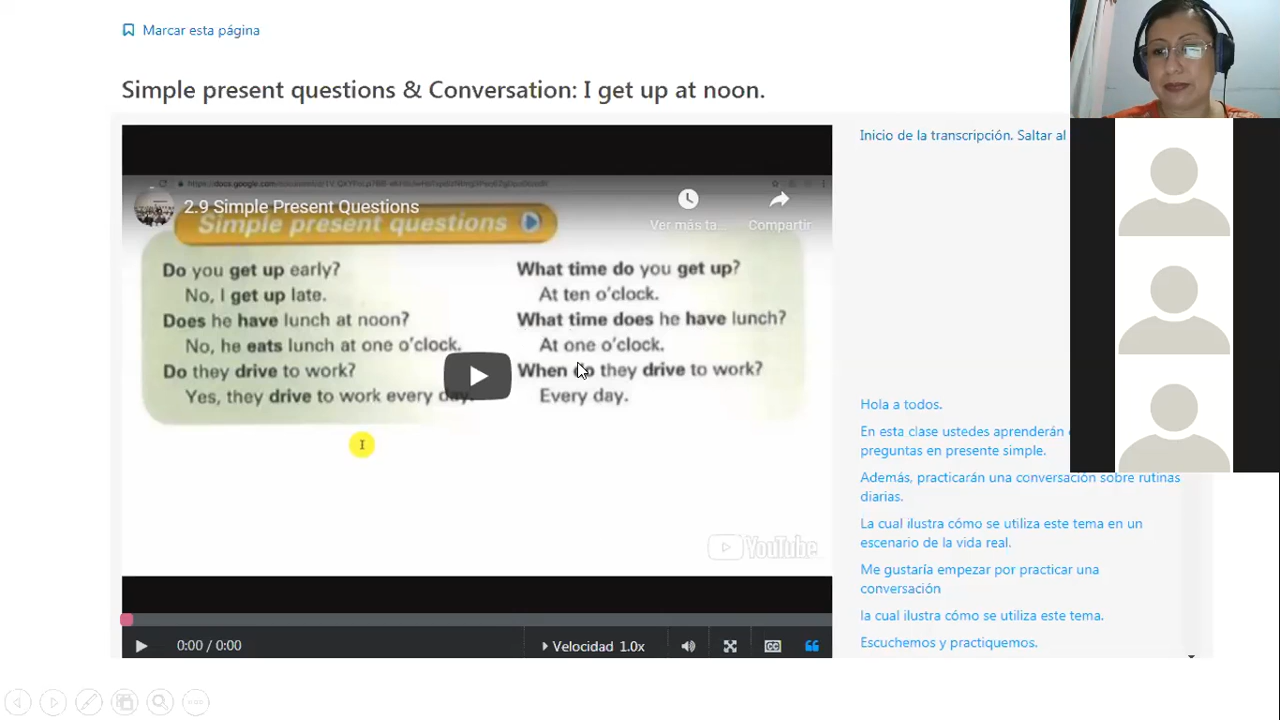 Marcar esta página
Simple present questions & Conversation: I get up at noon.
2.9 Simple Present Questions
Simple present questions
Ver más ta...
Compartir
Do you get up early?
No, I get up late.
Does he have lunch at noon?
No, he eats lunch at one o'clock.
Do they drive to work?
Yes, they drive to work every day.
What time do you get up?
At ten o'clock.
What time does he have lunch?
At one o'clock.
When do they drive to work?
Every day.
YouTube
0:00 / 0:00
Velocidad 1.0x
CC
Inicio de la transcripción. Saltar al
Hola a todos.
En esta clase ustedes aprenderán
preguntas en presente simple.
Además, practicarán una conversación sobre rutinas
diarias.
La cual ilustra cómo se utiliza este tema en un
escenario de la vida real.
Me gustaría empezar por practicar una
conversación
la cual ilustra cómo se utiliza este tema.
Escuchemos y practiquemos.